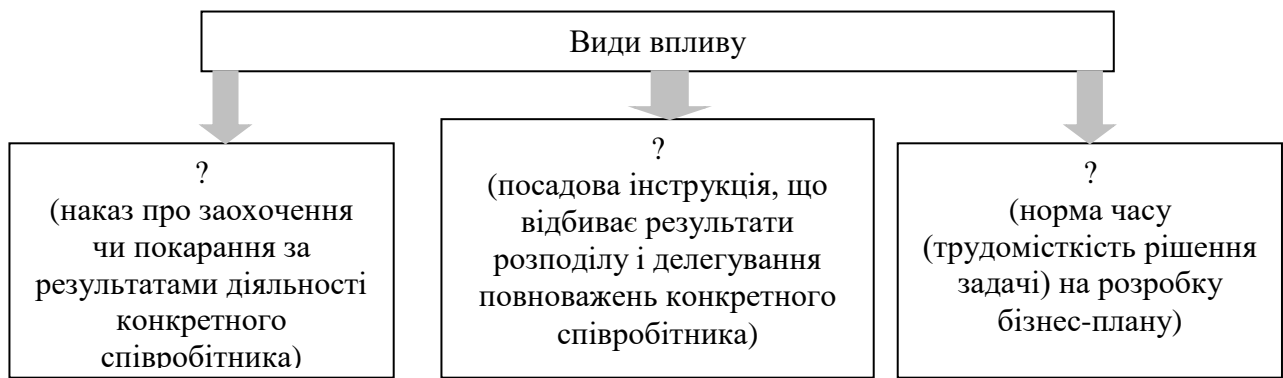 Види впливу
?
(наказ про заохочення
чи покарання за
результатами діяльності
конкретного
співробітника)
?
(посадова інструкція, що
відбиває результати
розподілу і делегування
повноважень конкретного
співробітника)
?
(норма часу
(трудомісткість рішення
задачі) на розробку
бізнес-плану)